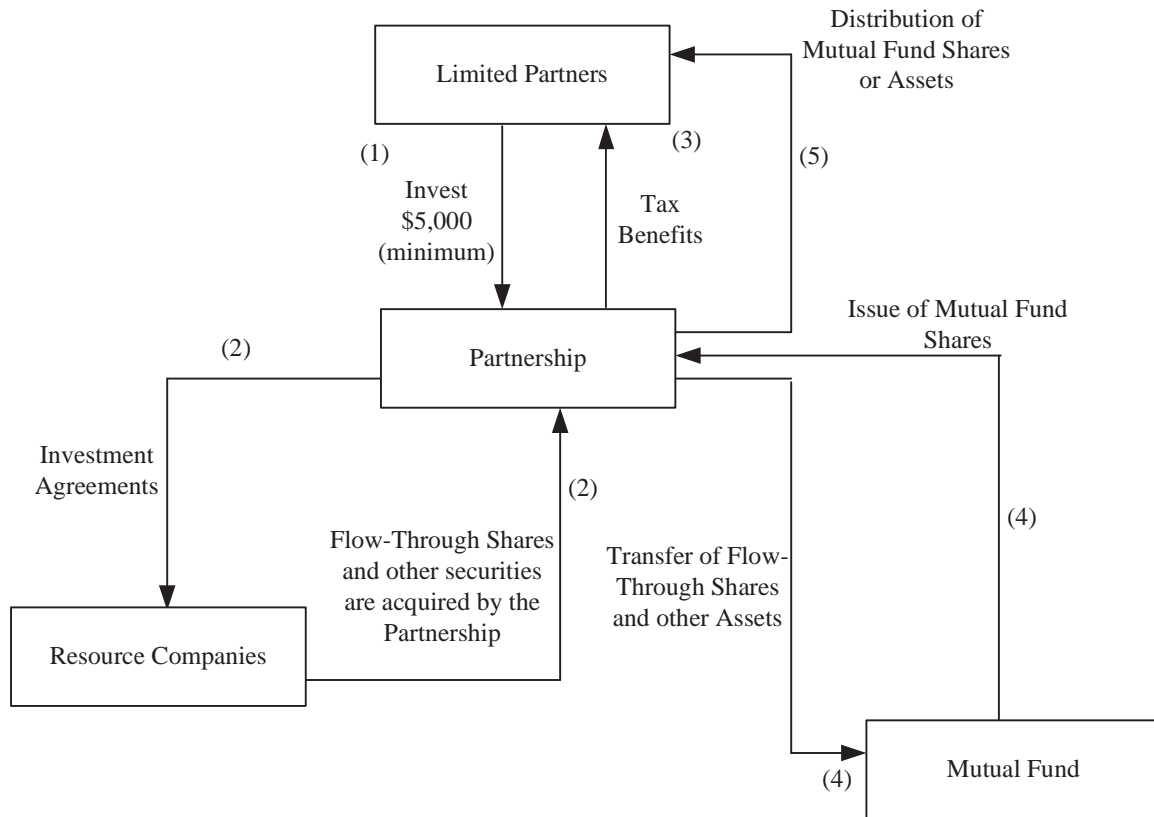 Distribution of
Mutual Fund Shares
or Assets
Limited Partners
(1)
(3)
(5)
Invest
$5,000
(minimum)
Tax
Benefits
Issue of Mutual Fund
Shares
(2)
Partnership
Investment
Agreements
(2)
(4)
Flow-Through Shares
and other securities
are acquired by the
Partnership
Transfer of Flow-
Through Shares
and other Assets
Resource Companies
(4)
Mutual Fund